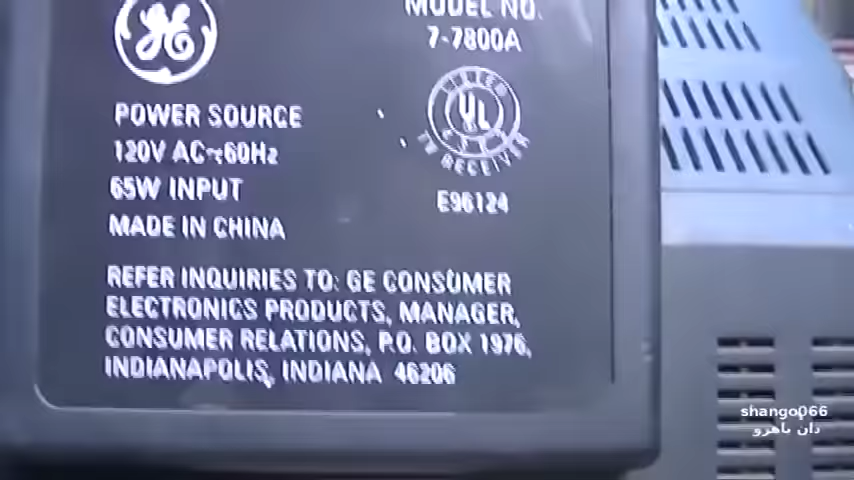 GE
MODEL NO.
7-7800A
LISTED
UL
TV RECEIVER
E96124
POWER SOURCE
120V AC~60Hz
65W INPUT
MADE IN CHINA
REFER INQUIRIES TO: GE CONSUMER
ELECTRONICS PRODUCTS, MANAGER,
CONSUMER RELATIONS, P.O. BOX 1976,
INDIANAPOLIS, INDIANA 46206
shango066
دان باهرو